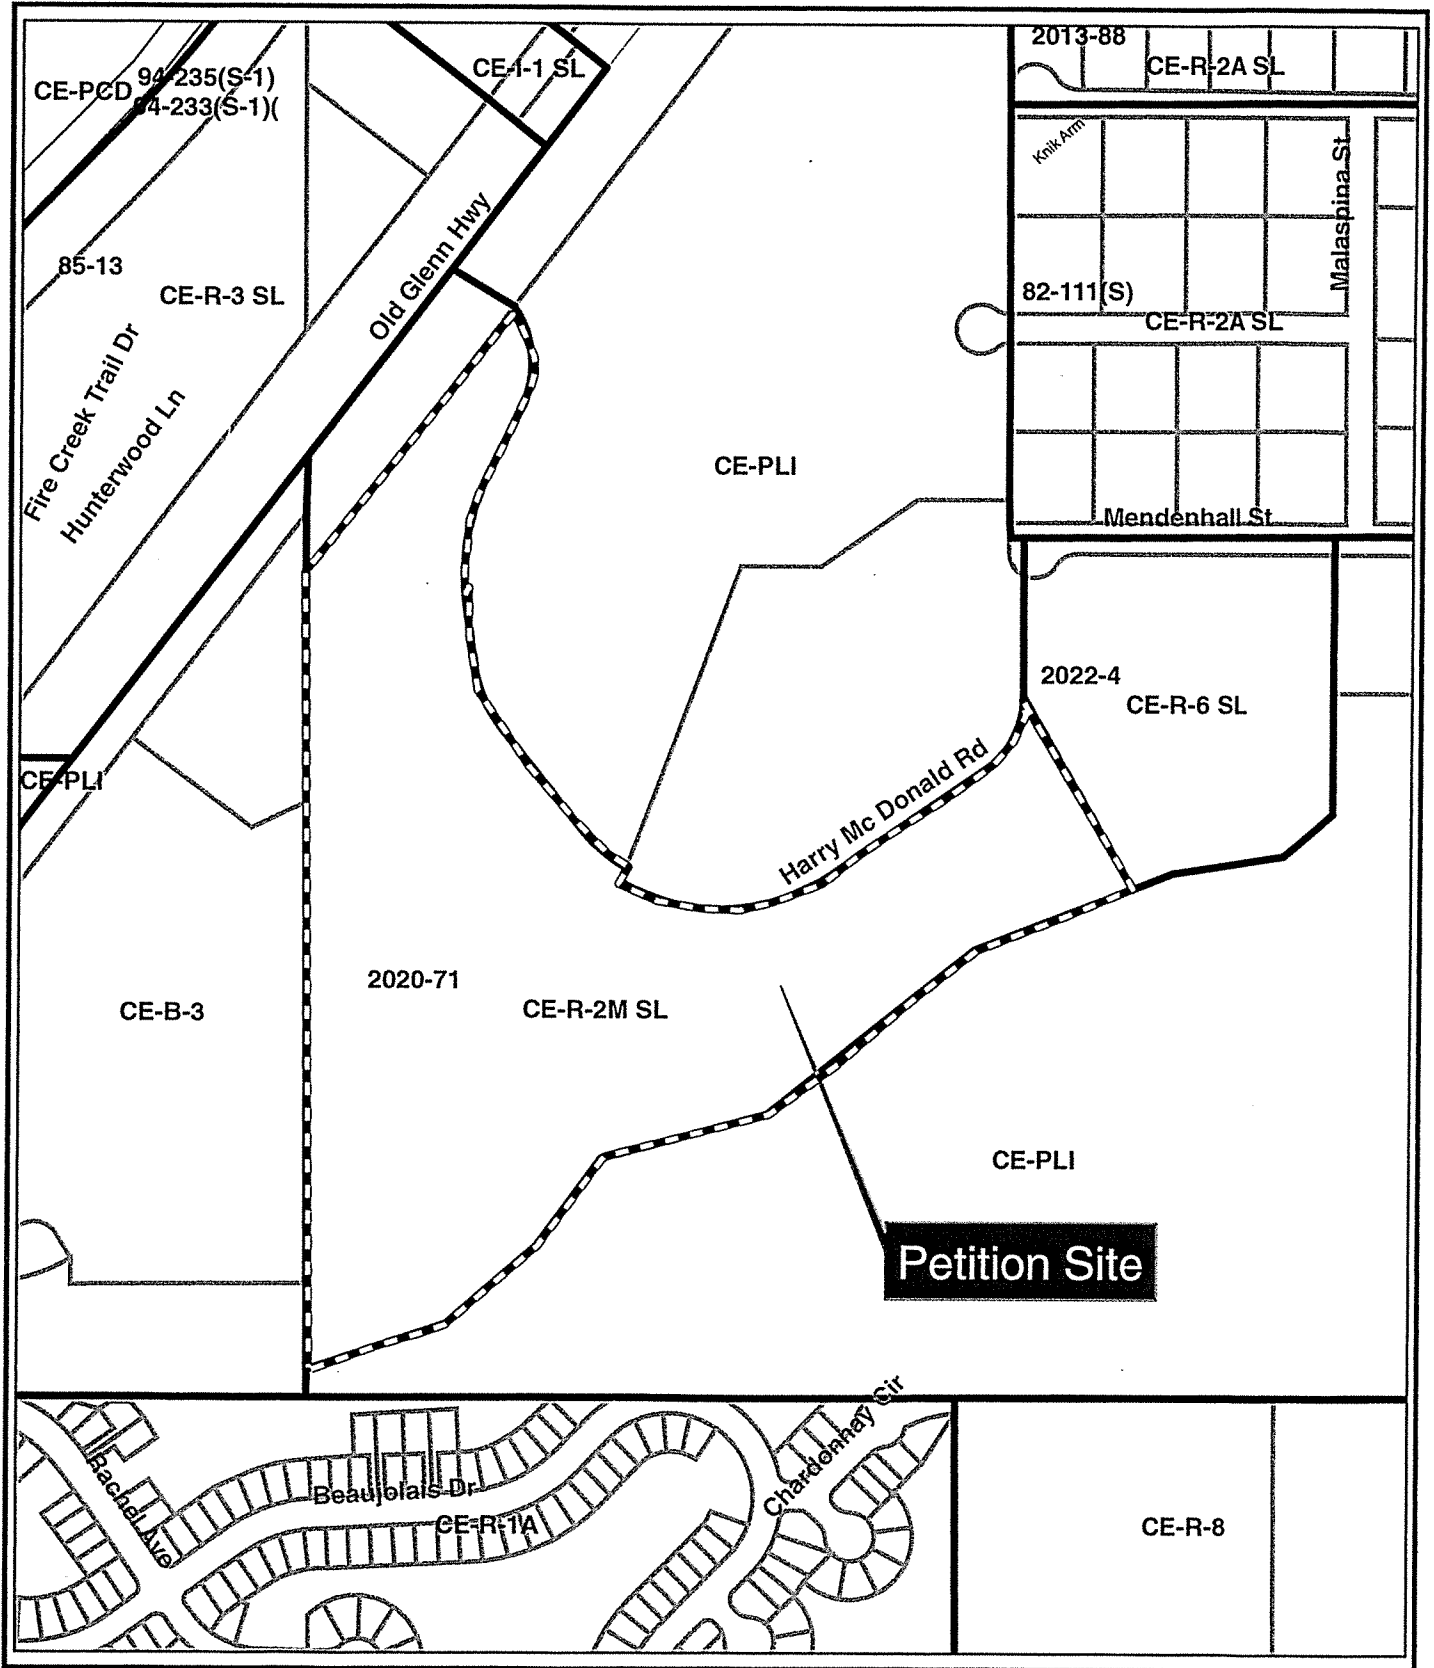 2013-88
CE-R-2A SL
CE-I-1 SL
94-235(S-1)
CE-PCD
94-233(S-1)(
Knik Arm
Malaspina St
Old Glenn Hwy
85-13
CE-R-3 SL
82-111(S)
CE-R-2A SL
Fire Creek Trail Dr
Hunterwood Ln
CE-PLI
Mendenhall St
2022-4
CE-R-6 SL
CE-PLI
Harry Mc Donald Rd
2020-71
CE-B-3
CE-R-2M SL
CE-PLI
Petition Site
Chardonnay Cir
Rachel Ave
Beaujolais Dr
CE-R-1A
CE-R-8